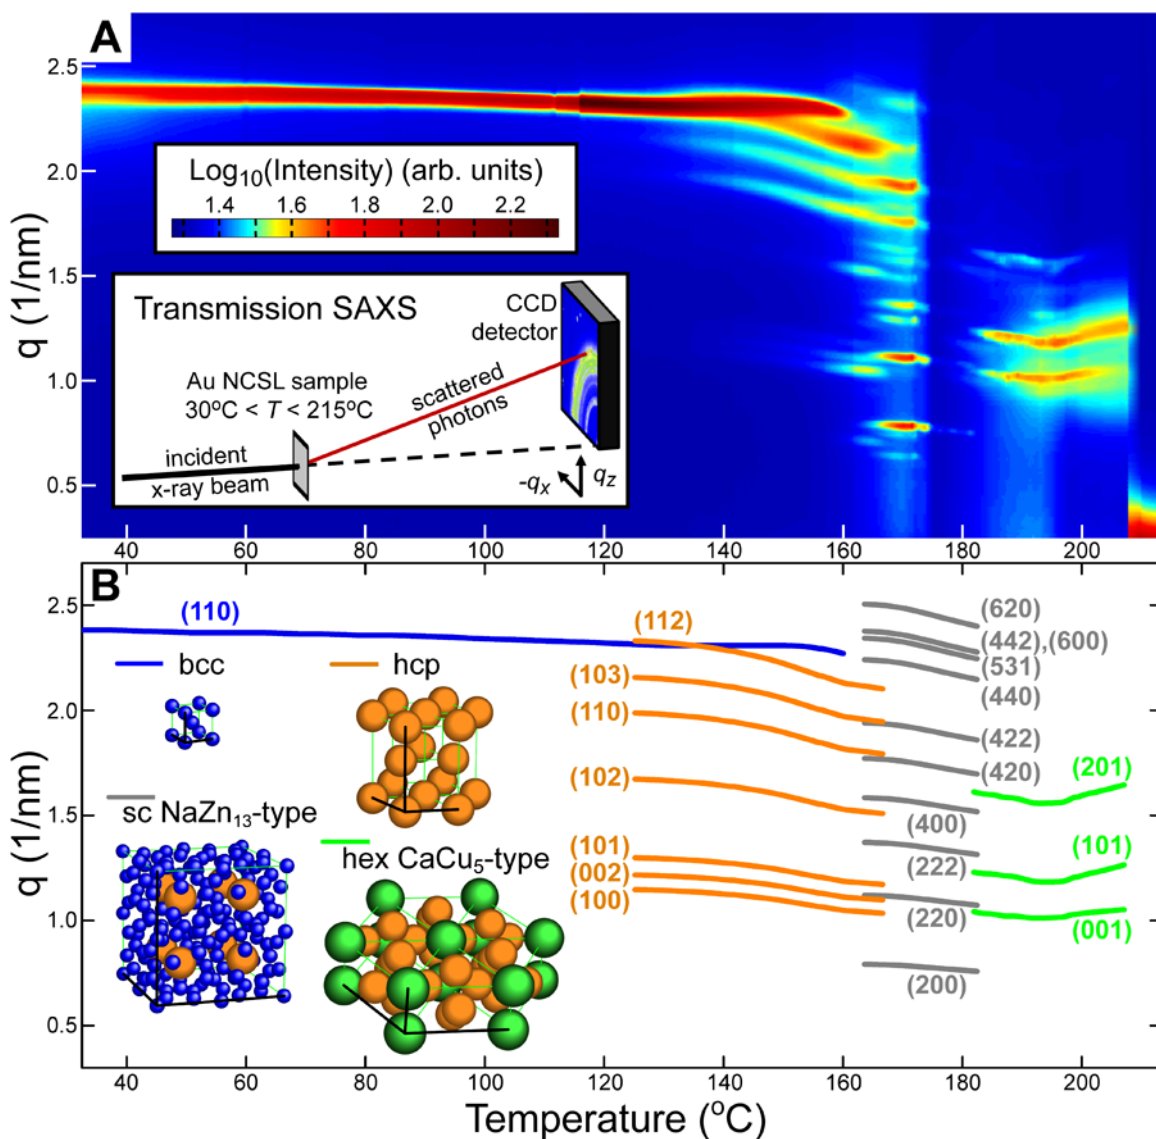 A
q (1/nm)
2.5
2.0
1.5
1.0
0.5
Log10(Intensity) (arb. units)
1.4 1.6 1.8 2.0 2.2
Transmission SAXS
CCD
detector
Au NCSL sample
30ºC < T < 215ºC
scattered
photons
incident
x-ray beam
-qx
qz
40 60 80 100 120 140 160 180 200
B
q (1/nm)
2.5
2.0
1.5
1.0
0.5
(110)
bcc
hcp
sc NaZn13-type
hex CaCu5-type
(112)
(103)
(110)
(102)
(101)
(002)
(100)
(620)
(442),(600)
(531)
(440)
(422)
(420)
(400)
(222)
(220)
(200)
(201)
(101)
(001)
40 60 80 100 120 140 160 180 200
Temperature (ºC)